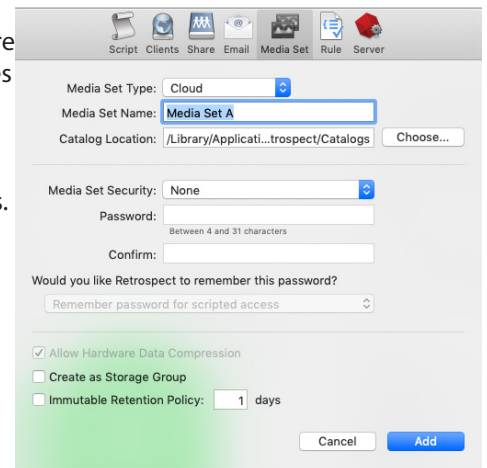 re
es
s.
Script Clients Share Email Media Set Rule Server
Media Set Type: Cloud
Media Set Name: Media Set A
Catalog Location: /Library/Applicati...trospect/Catalogs Choose...
Media Set Security: None
Password:
Between 4 and 31 characters
Confirm:
Would you like Retrospect to remember this password?
Remember password for scripted access
Allow Hardware Data Compression
Create as Storage Group
Immutable Retention Policy: 1 days
Cancel Add